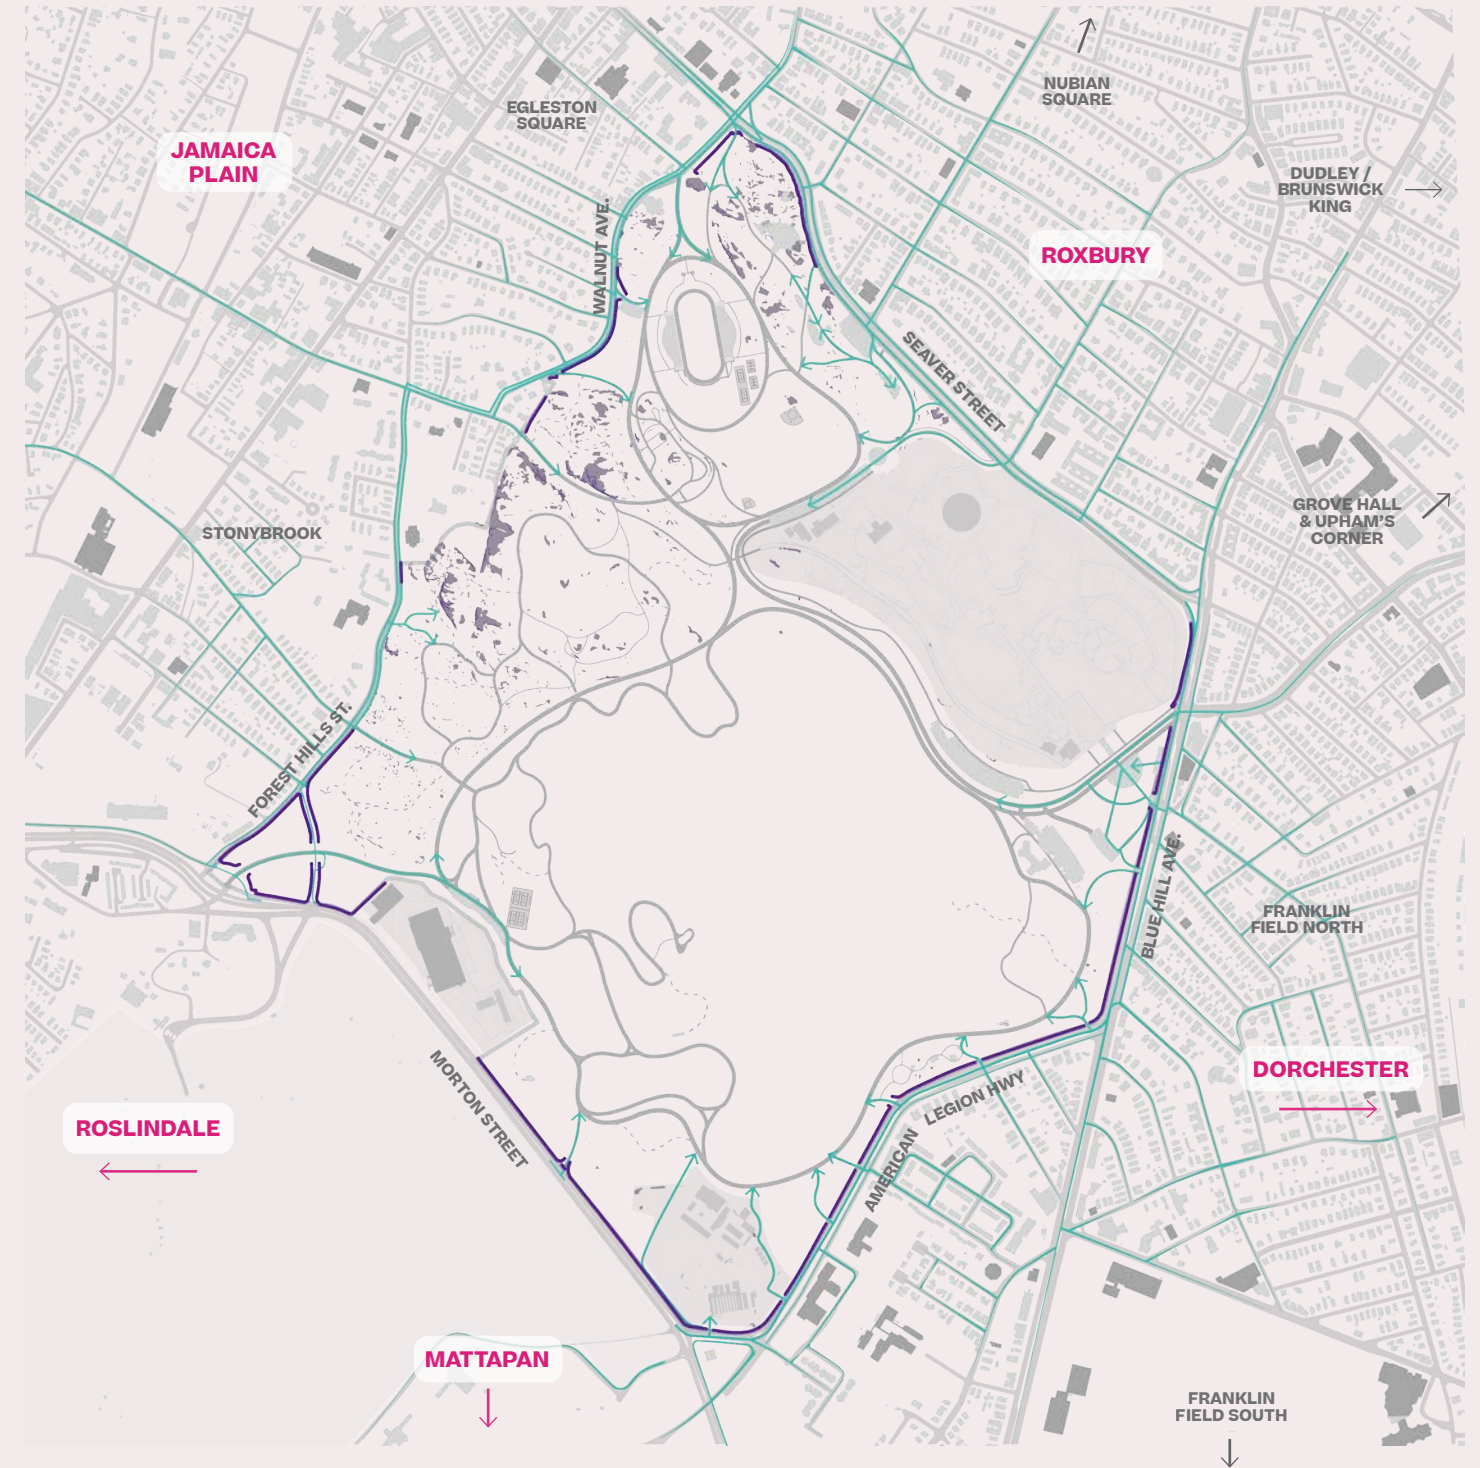 NUBIAN
SQUARE
EGLESTON
SQUARE
JAMAICA
PLAIN
DUDLEY /
BRUNSWICK
KING
WALNUT AVE.
ROXBURY
SEAVER STREET
GROVE HALL
& UPHAM'S
CORNER
STONYBROOK
FOREST HILLS ST.
BLUE HILL AVE.
FRANKLIN
FIELD NORTH
MORTON STREET
DORCHESTER
AMERICAN LEGION HWY
ROSLINDALE
MATTAPAN
FRANKLIN
FIELD SOUTH